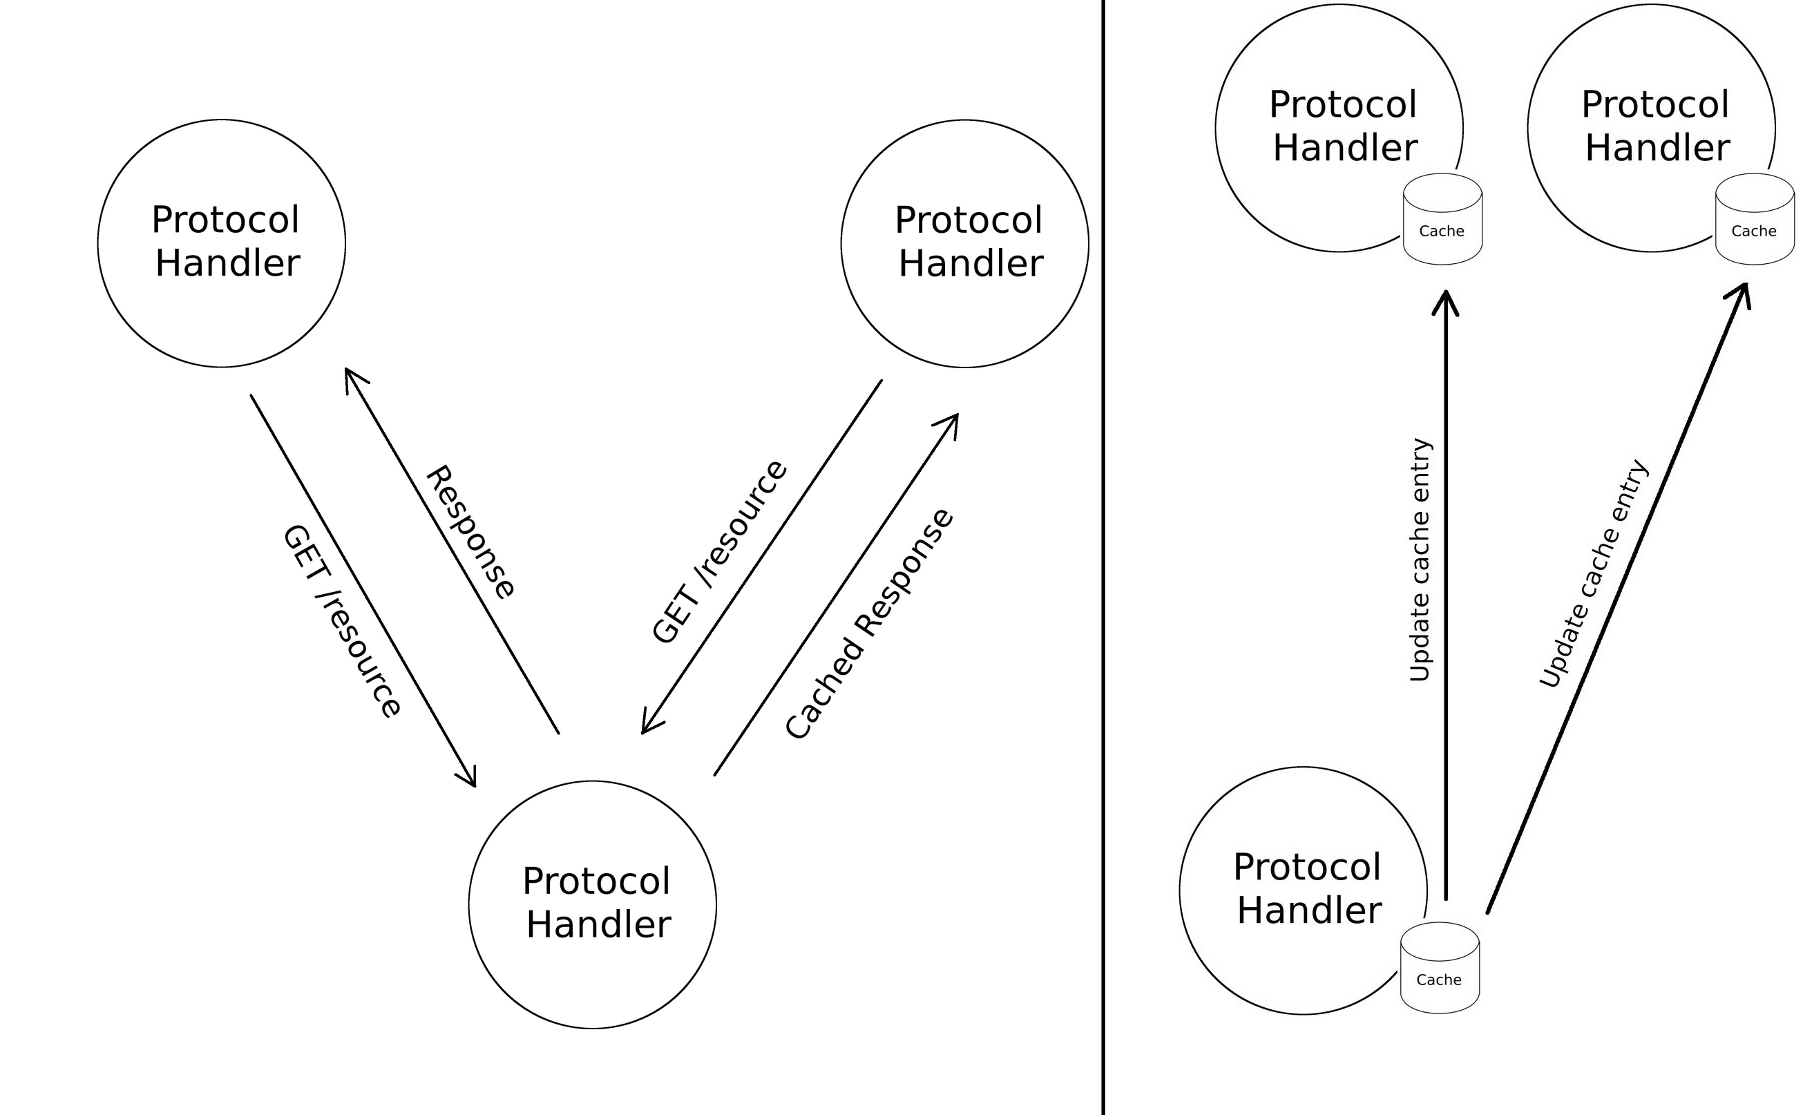 Protocol
Handler
Protocol
Handler
GET /resource
Response
GET /resource
Cached Response
Protocol
Handler
Protocol
Handler
Cache
Protocol
Handler
Cache
Update cache entry
Update cache entry
Protocol
Handler
Cache